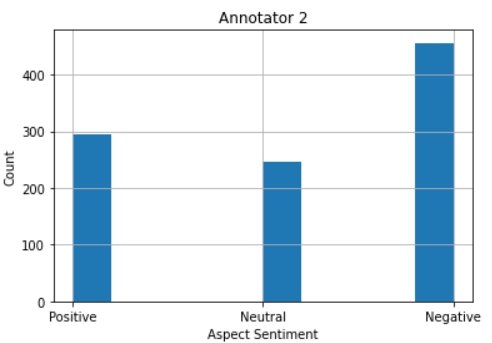 Annotator 2
400
300
200
100
0
Count
Positive Neutral Negative
Aspect Sentiment